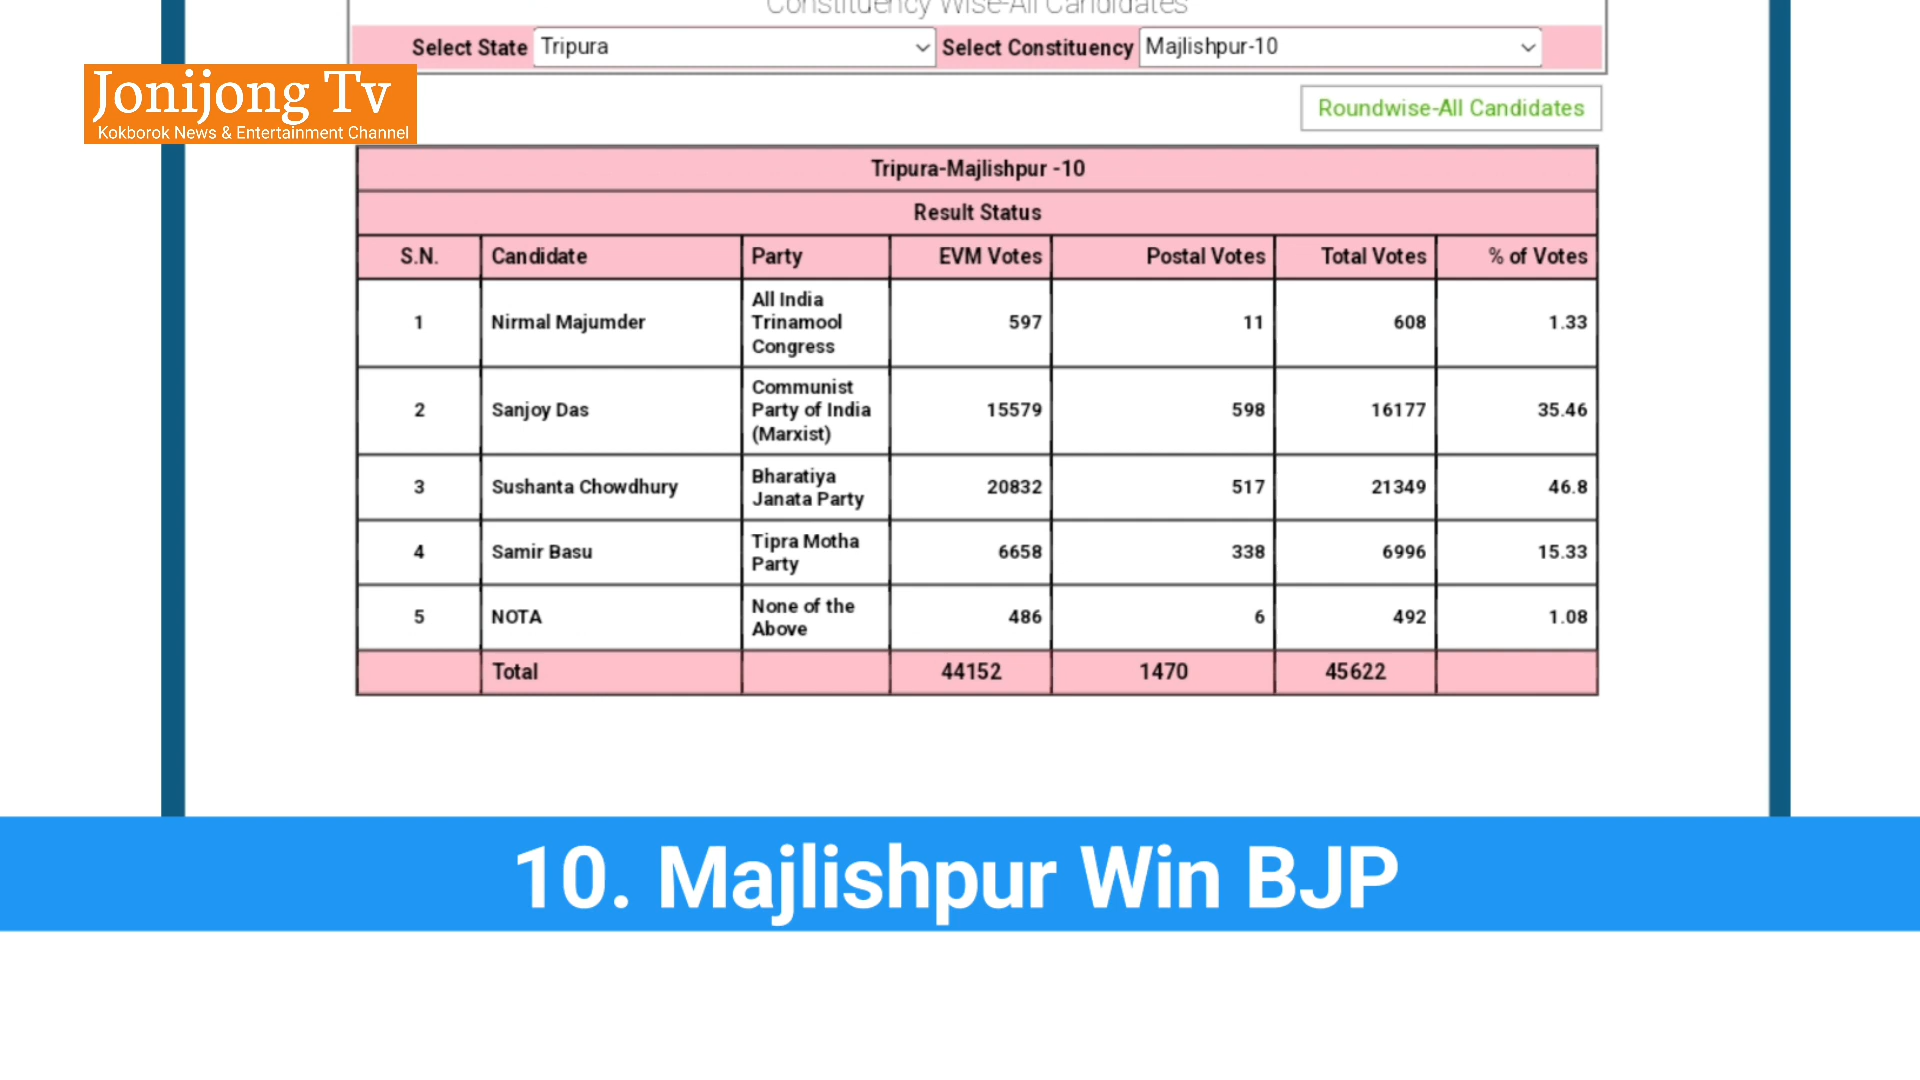 Constituency Wise-All Candidates
Select State Tripura Select Constituency Majlishpur-10
Jonijong Tv
Kokborok News & Entertainment Channel
Roundwise-All Candidates
Tripura-Majlishpur -10
Result Status
S.N. Candidate Party EVM Votes Postal Votes Total Votes % of Votes
1 Nirmal Majumder All India Trinamool Congress 597 11 608 1.33
2 Sanjoy Das Communist Party of India (Marxist) 15579 598 16177 35.46
3 Sushanta Chowdhury Bharatiya Janata Party 20832 517 21349 46.8
4 Samir Basu Tipra Motha Party 6658 338 6996 15.33
5 NOTA None of the Above 486 6 492 1.08
Total 44152 1470 45622
10. Majlishpur Win BJP